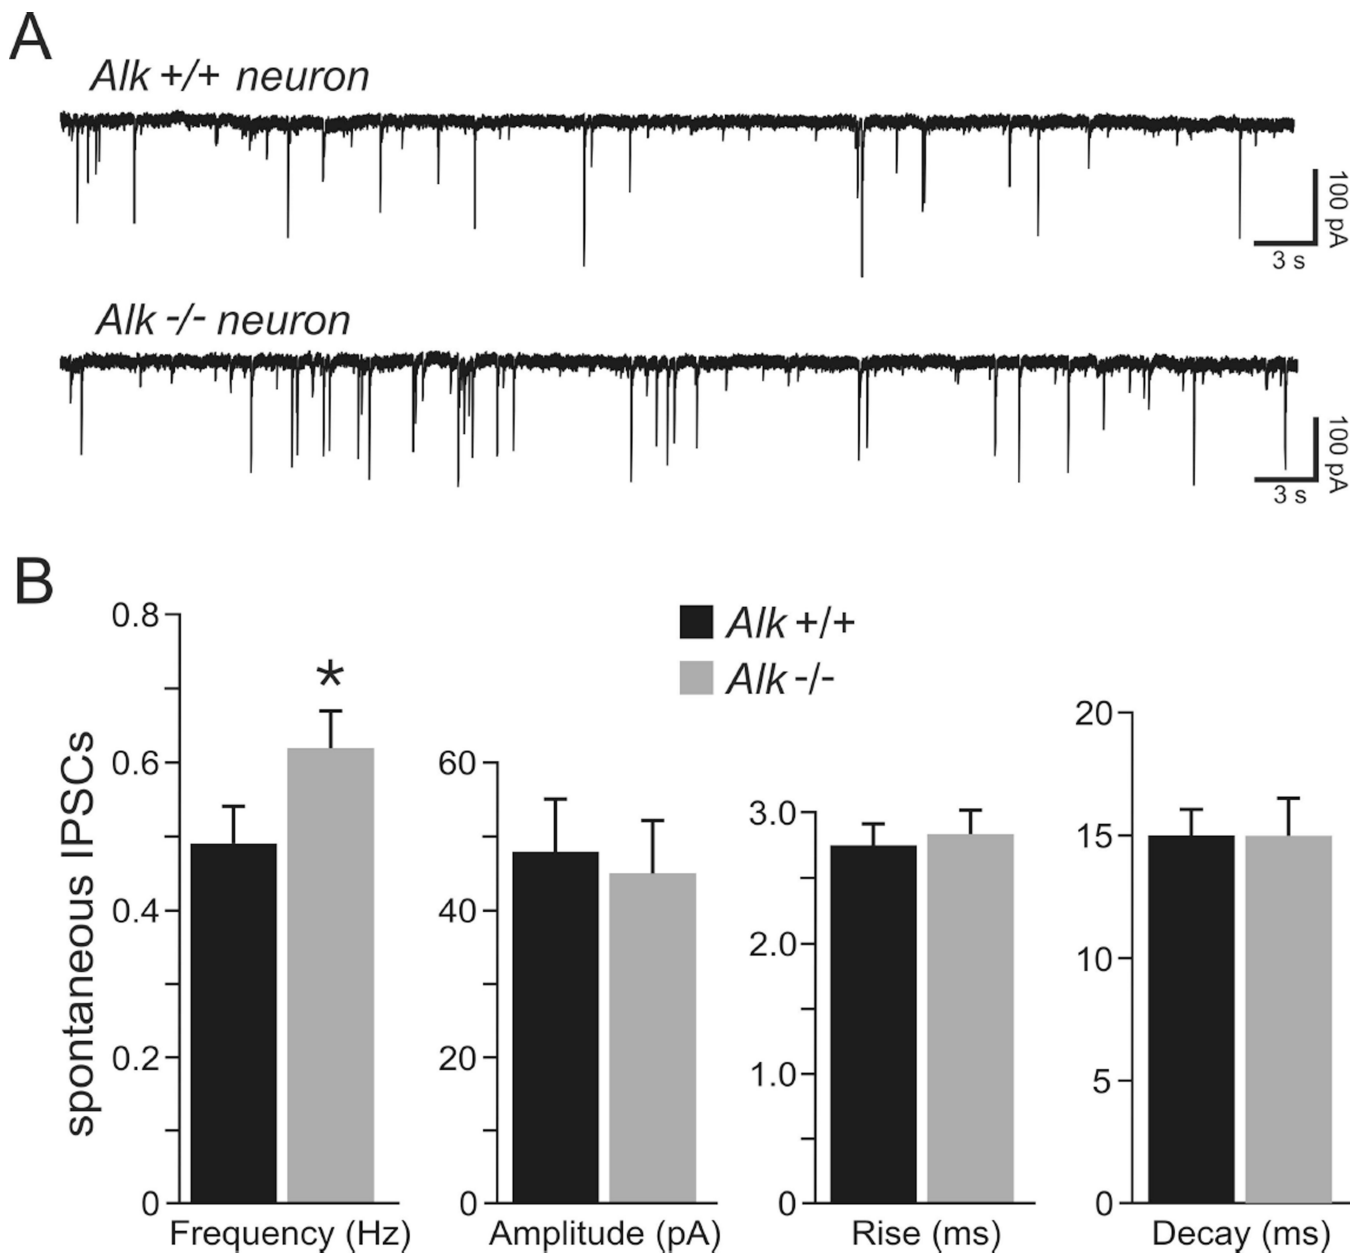 A
Alk +/+ neuron
100 pA
3 s
Alk -/- neuron
100 pA
3 s
B
spontaneous IPSCs
Alk +/+
Alk -/-
0.8
0.6
0.4
0.2
0
*
Frequency (Hz)
60
40
20
0
Amplitude (pA)
3.0
2.0
1.0
0
Rise (ms)
20
15
10
5
0
Decay (ms)